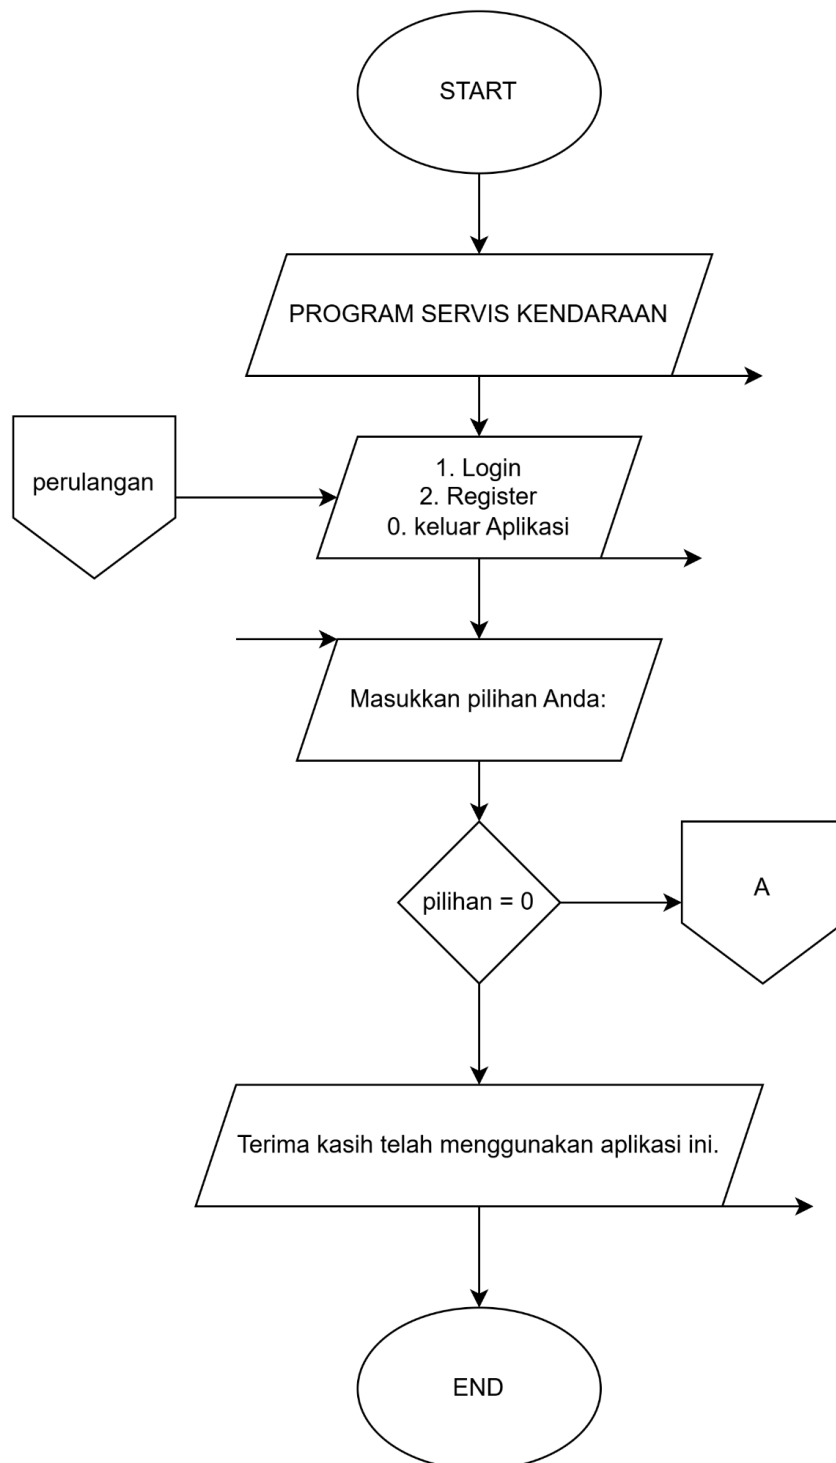 START
PROGRAM SERVIS KENDARAAN
perulangan
1. Login
2. Register
0. keluar Aplikasi
Masukkan pilihan Anda:
pilihan = 0
A
Terima kasih telah menggunakan aplikasi ini.
END